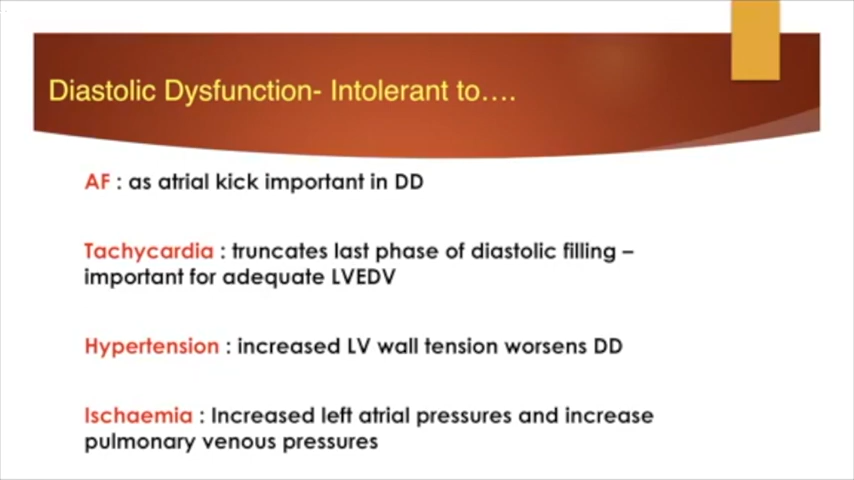 Diastolic Dysfunction- Intolerant to....
AF : as atrial kick important in DD
Tachycardia : truncates last phase of diastolic filling –
important for adequate LVEDV
Hypertension : increased LV wall tension worsens DD
Ischaemia : Increased left atrial pressures and increase
pulmonary venous pressures